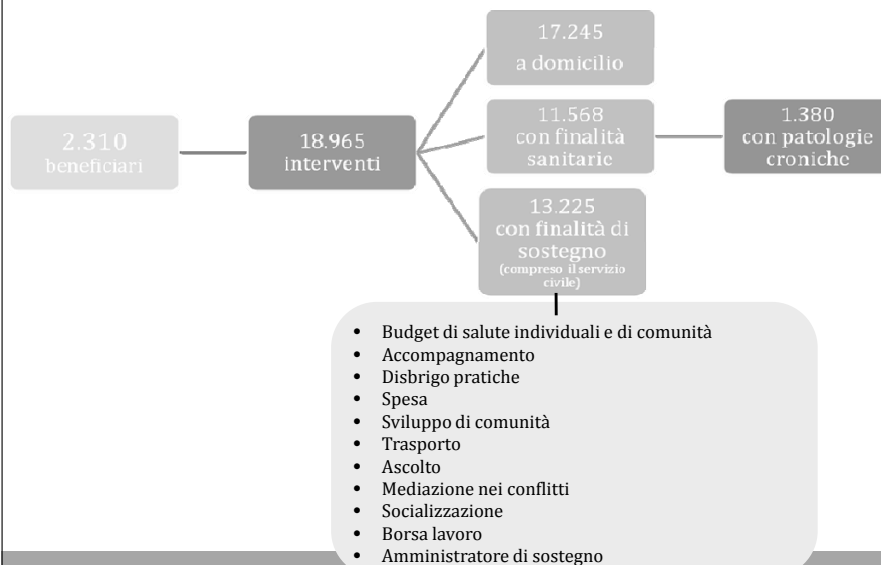 2.310
beneficiari
18.965
interventi
17.245
a domicilio
11.568
con finalità
sanitarie
1.380
con patologie
croniche
13.225
con finalità di
sostegno
(compreso il servizio
civile)
• Budget di salute individuali e di comunità
• Accompagnamento
• Disbrigo pratiche
• Spesa
• Sviluppo di comunità
• Trasporto
• Ascolto
• Mediazione nei conflitti
• Socializzazione
• Borsa lavoro
• Amministratore di sostegno